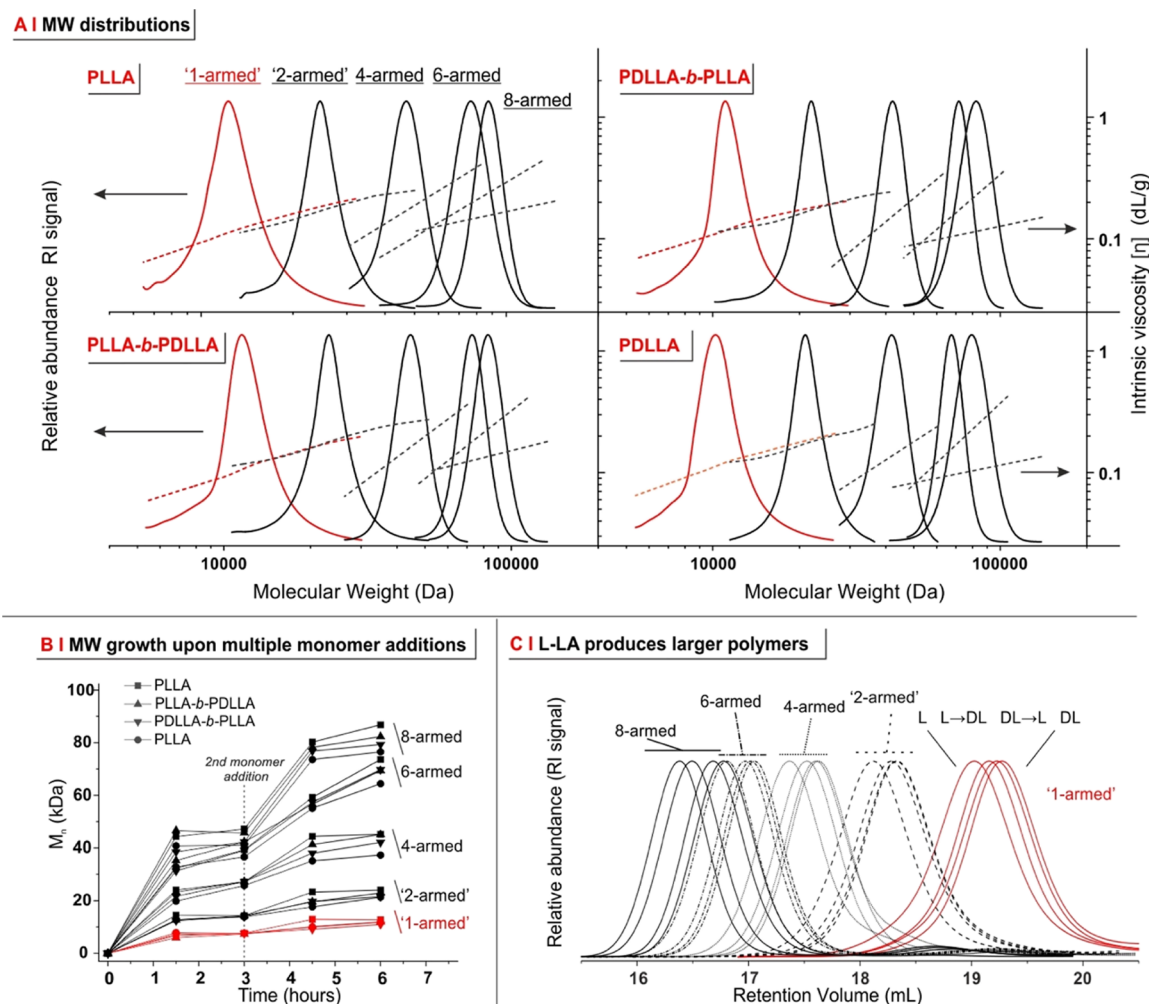 A I MW distributions
PLLA
'1-armed'
'2-armed'
4-armed
6-armed
8-armed
PDLLA-b-PLLA
PLLA-b-PDLLA
PDLLA
Relative abundance RI signal)
Relative abundance RI signal)
1
0.1
1
0.1
Intrinsic viscosity [η] (dL/g)
10000
100000
10000
100000
Molecular Weight (Da)
Molecular Weight (Da)
B I MW growth upon multiple monomer additions
PLLA
PLLA-b-PDLLA
PDLLA-b-PLLA
PLLA
2nd monomer
addition
8-armed
6-armed
4-armed
'2-armed'
'1-armed'
100
80
60
40
20
0
Mn (kDa)
0 1 2 3 4 5 6 7
Time (hours)
C I L-LA produces larger polymers
Relative abundance (RI signal)
8-armed
6-armed
4-armed
'2-armed'
L L→DL DL→L DL
'1-armed'
16 17 18 19 20
Retention Volume (mL)